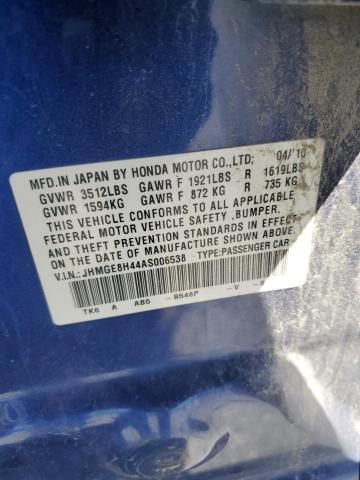 MFD.IN JAPAN BY HONDA MOTOR CO.,LTD; 04/10
GVWR 3512LBS GAWR F 1921LBS R 1619LBS
GVWR 1594KG GAWR F 872 KG R 735 KG
THIS VEHICLE CONFORMS TO ALL APPLICABLE
FEDERAL MOTOR VEHICLE SAFETY ,BUMPER,
AND THEFT PREVENTION STANDARDS IN EFFECT
ON THE DATE OF MANUFACTURE SHOWN ABOVE.
V.I.N.: JHMGE8H44AS006538 TYPE:PASSENGER CAR
TK6 A AB5 - B548P -V -S